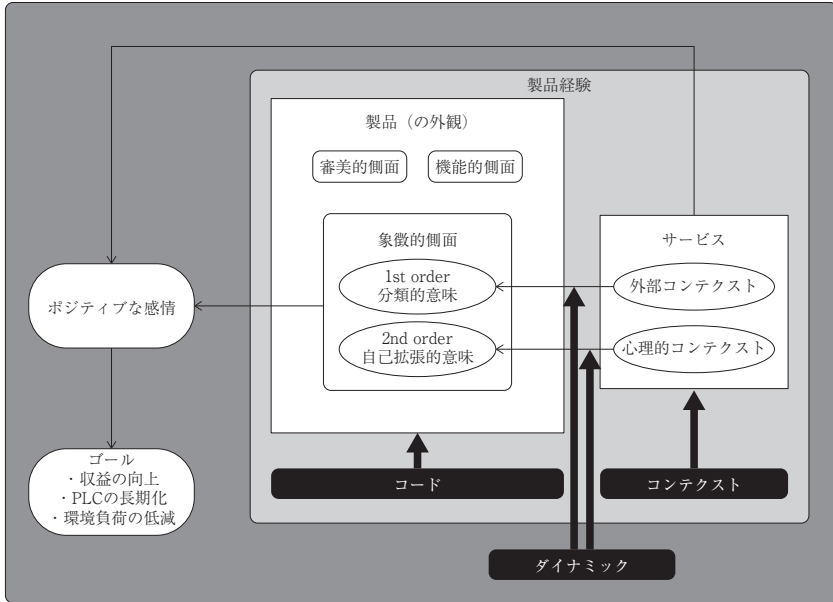 製品経験
製品（の外観）
審美的側面
機能的側面
象徴的側面
1st order
分類的意味
2nd order
自己拡張的意味
サービス
外部コンテクスト
心理的コンテクスト
ポジティブな感情
ゴール
・収益の向上
・PLCの長期化
・環境負荷の低減
コード
コンテクスト
ダイナミック